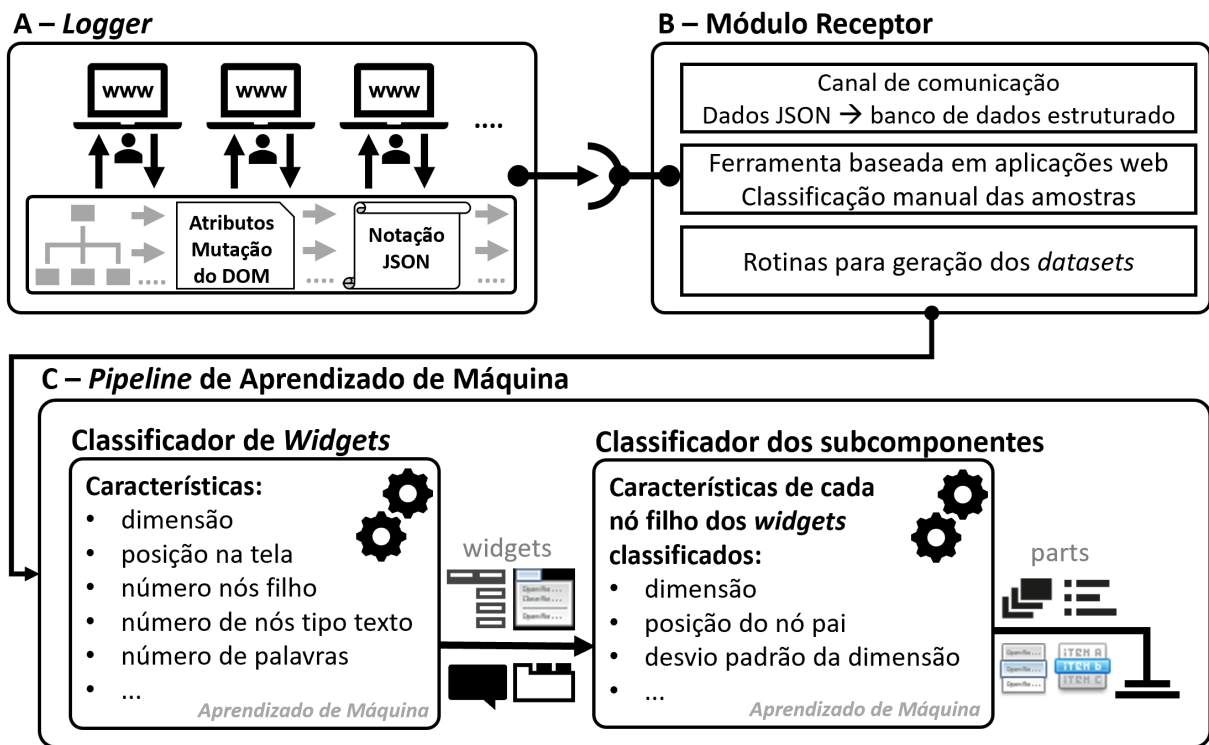 A – Logger
www
www
www
....
Atributos
Mutação
do DOM
Notação
JSON
....
....
....
B – Módulo Receptor
Canal de comunicação
Dados JSON → banco de dados estruturado
Ferramenta baseada em aplicações web
Classificação manual das amostras
Rotinas para geração dos datasets
C – Pipeline de Aprendizado de Máquina
Classificador de Widgets
Características:
• dimensão
• posição na tela
• número nós filho
• número de nós tipo texto
• número de palavras
• ...
Aprendizado de Máquina
widgets
Classificador dos subcomponentes
Características de cada
nó filho dos widgets
classificados:
• dimensão
• posição do nó pai
• desvio padrão da dimensão
• ...
Aprendizado de Máquina
parts
ITEM A
ITEM b
ITEM C